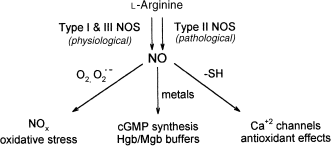 L-Arginine
Type I & III NOS
(physiological)
Type II NOS
(pathological)
NO
O2, O2·−
metals
-SH
NOx
oxidative stress
cGMP synthesis
Hgb/Mgb buffers
Ca+2 channels
antioxidant effects